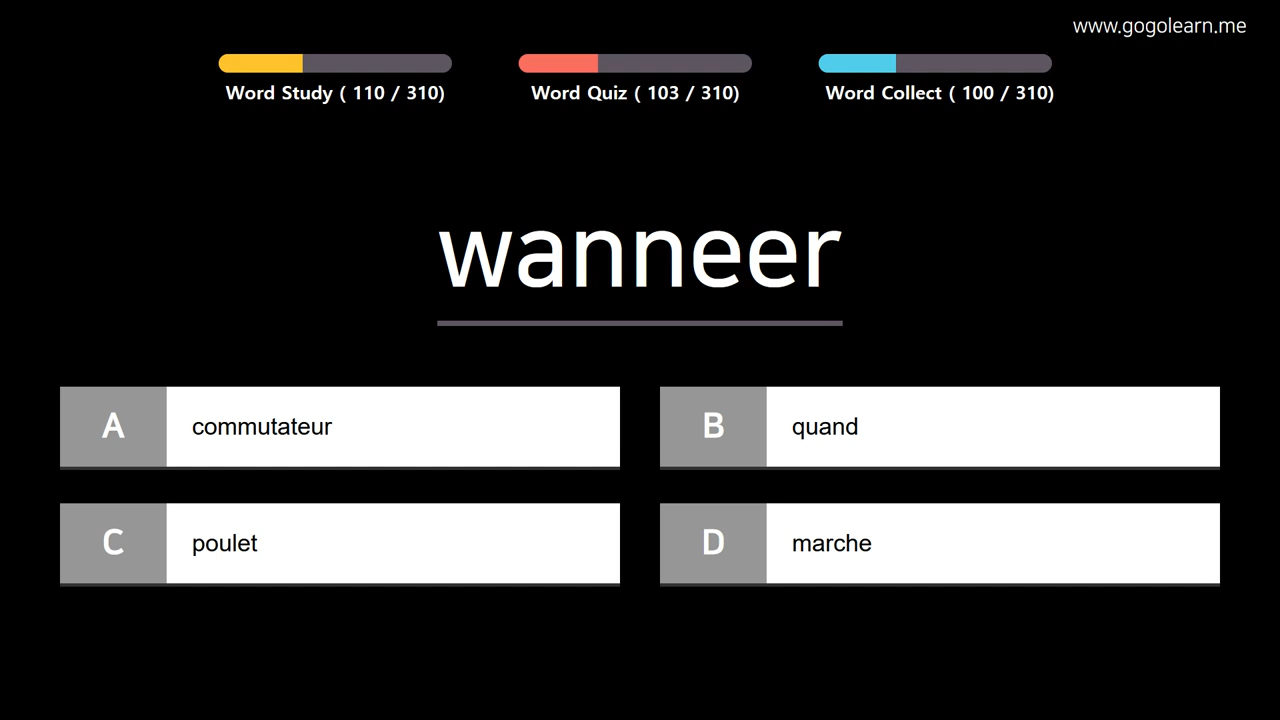 www.gogolearn.me
Word Study ( 110 / 310)
Word Quiz ( 103 / 310)
Word Collect ( 100 / 310)
wanneer
A commutateur
B quand
C poulet
D marche